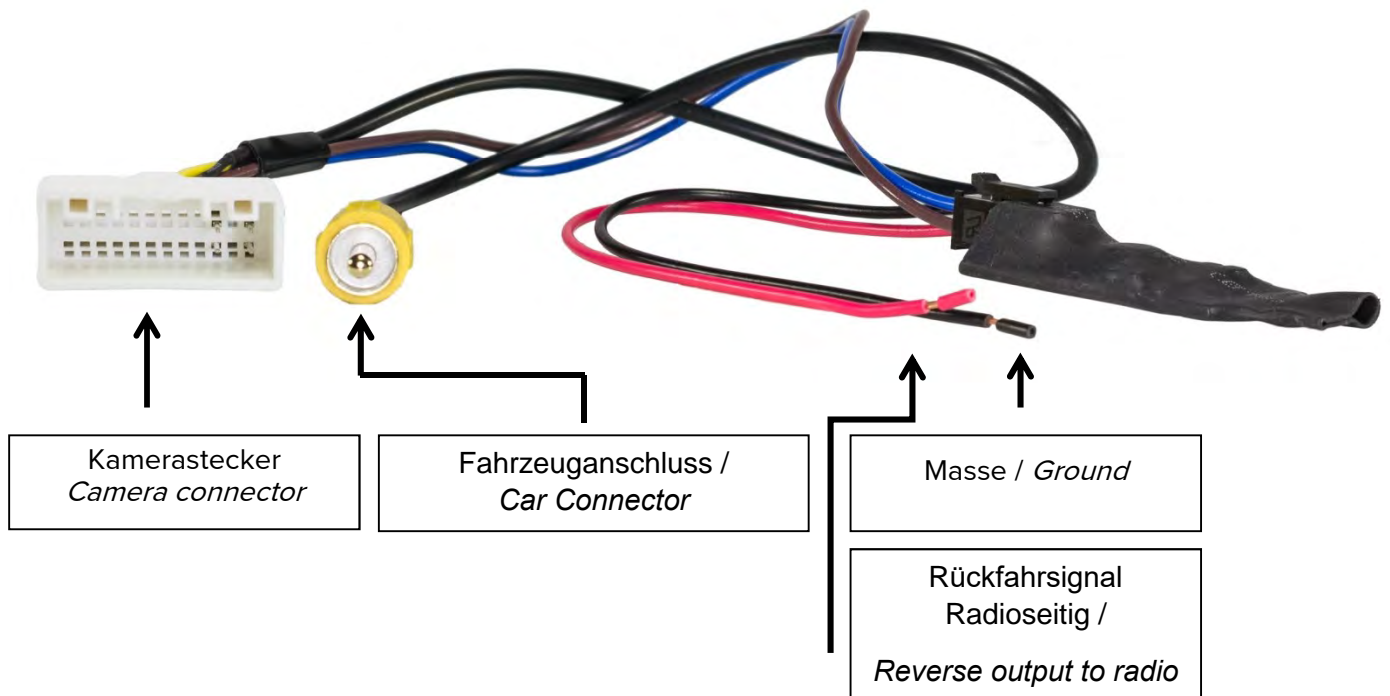 Kamerastecker
Camera connector
Fahrzeuganschluss /
Car Connector
Masse / Ground
Rückfahrsignal
Radioseitig /
Reverse output to radio